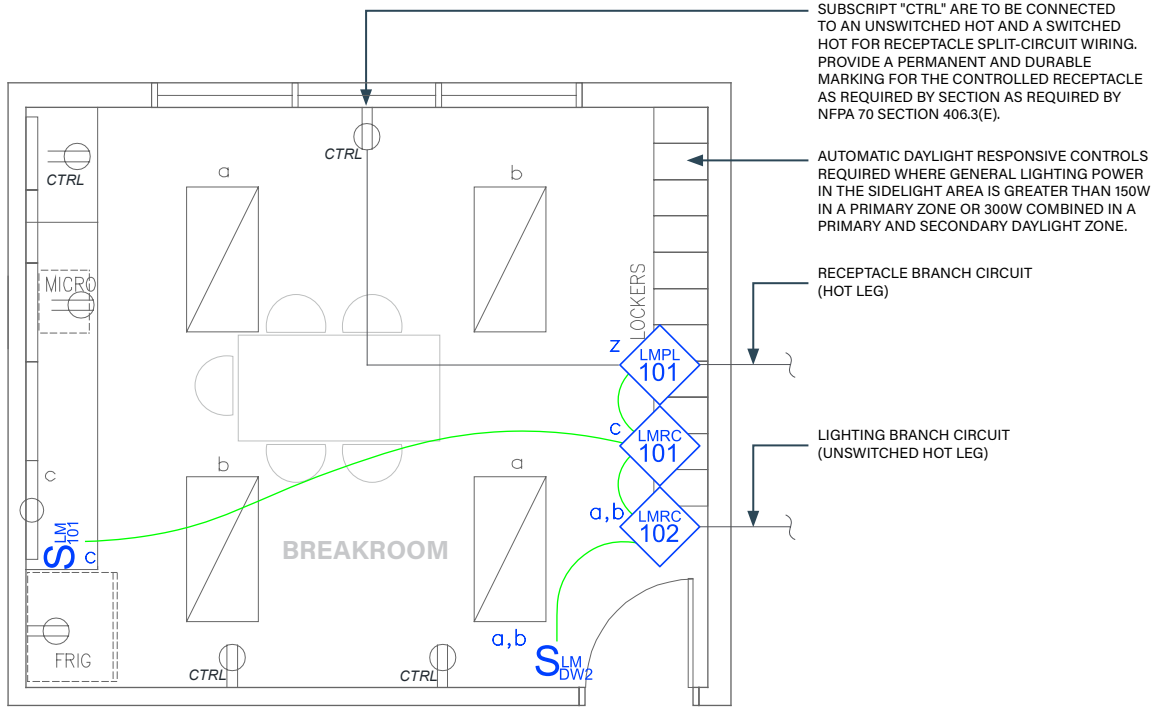 SUBSCRIPT "CTRL" ARE TO BE CONNECTED
TO AN UNSWITCHED HOT AND A SWITCHED
HOT FOR RECEPTACLE SPLIT-CIRCUIT WIRING.
PROVIDE A PERMANENT AND DURABLE
MARKING FOR THE CONTROLLED RECEPTACLE
AS REQUIRED BY SECTION AS REQUIRED BY
NFPA 70 SECTION 406.3(E).
AUTOMATIC DAYLIGHT RESPONSIVE CONTROLS
REQUIRED WHERE GENERAL LIGHTING POWER
IN THE SIDELIGHT AREA IS GREATER THAN 150W
IN A PRIMARY ZONE OR 300W COMBINED IN A
PRIMARY AND SECONDARY DAYLIGHT ZONE.
RECEPTACLE BRANCH CIRCUIT
(HOT LEG)
LIGHTING BRANCH CIRCUIT
(UNSWITCHED HOT LEG)
CTRL
CTRL
a
b
MICRO
LOCKERS
z
LMPL
101
c
LMRC
101
a,b
LMRC
102
b
a
c
S
LM
101
c
BREAKROOM
FRIG
CTRL
CTRL
a,b
S
LM
DW2